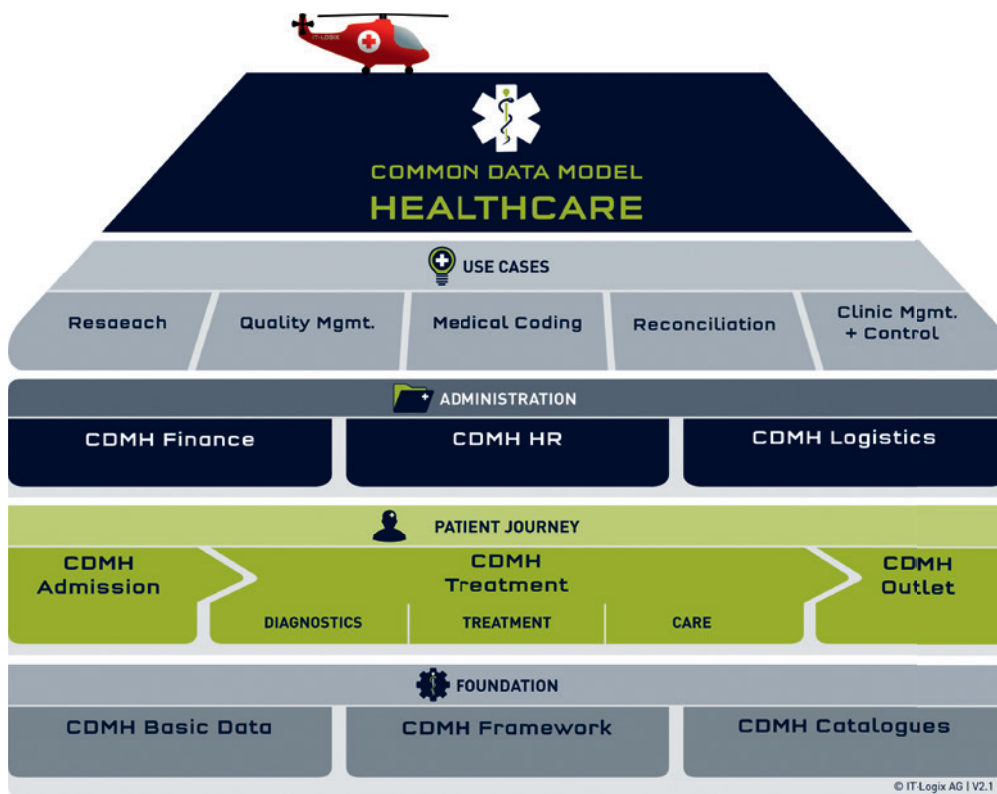 IT-LOGIX
COMMON DATA MODEL
HEALTHCARE
USE CASES
Resaeach
Quality Mgmt.
Medical Coding
Reconciliation
Clinic Mgmt.
+ Control
ADMINISTRATION
CDMH Finance
CDMH HR
CDMH Logistics
PATIENT JOURNEY
CDMH
Admission
CDMH
Treatment
DIAGNOSTICS
TREATMENT
CARE
CDMH
Outlet
FOUNDATION
CDMH Basic Data
CDMH Framework
CDMH Catalogues
© IT-Logix AG | V2.1